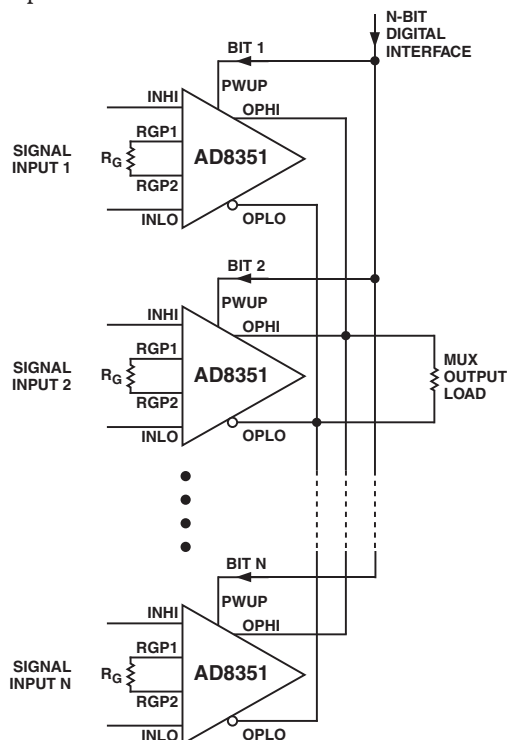 N-BIT
DIGITAL
INTERFACE
BIT 1
PWUP
INHI
OPHI
RGP1
SIGNAL
INPUT 1
RG
AD8351
RGP2
INLO
OPLO
BIT 2
PWUP
INHI
OPHI
RGP1
SIGNAL
INPUT 2
RG
AD8351
MUX
OUTPUT
LOAD
RGP2
INLO
OPLO
BIT N
PWUP
INHI
OPHI
RGP1
SIGNAL
INPUT N
RG
AD8351
RGP2
INLO
OPLO